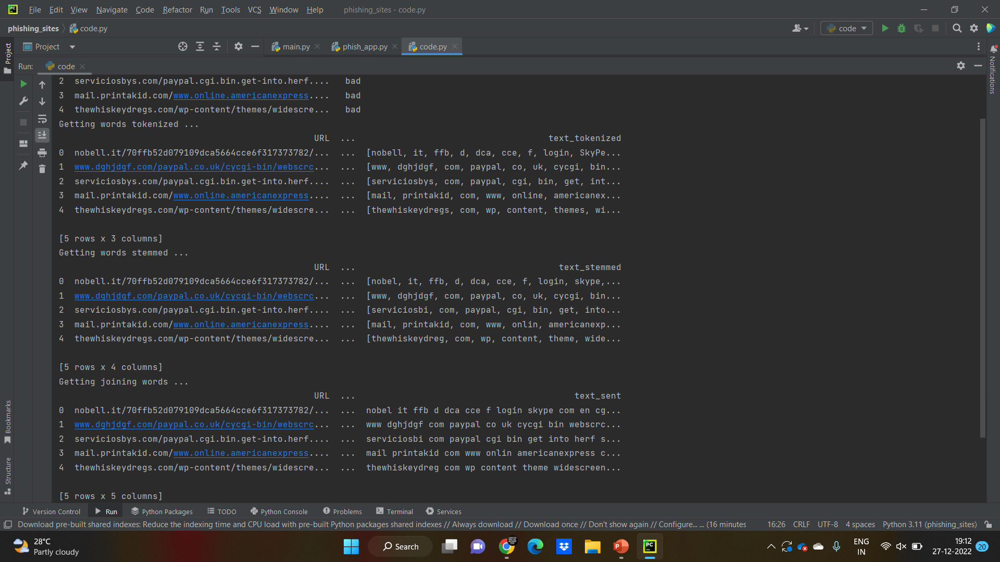 PC File Edit View Navigate Code Refactor Run Tools VCS Window Help phishing_sites - code.py
phishing_sites code.py code
Project Project main.py phish_app.py code.py Notifications
Run: code
2 serviciosbys.com/paypal.cgi.bin.get-into.herf.... bad
3 mail.printakid.com/www.online.americanexpress.... bad
4 thewhiskeydregs.com/wp-content/themes/widescre... bad
Getting words tokenized ...
URL ... text_tokenized
0 nobell.it/70ffb52d079109dca5664cce6f317373782/... ... [nobell, it, ffb, d, dca, cce, f, login, SkyPe...
1 www.dghjdgf.com/paypal.co.uk/cycgi-bin/webscrc... ... [www, dghjdgf, com, paypal, co, uk, cycgi, bin...
2 serviciosbys.com/paypal.cgi.bin.get-into.herf.... ... [serviciosbys, com, paypal, cgi, bin, get, int...
3 mail.printakid.com/www.online.americanexpress.... ... [mail, printakid, com, www, online, americanex...
4 thewhiskeydregs.com/wp-content/themes/widescre... ... [thewhiskeydregs, com, wp, content, themes, wi...
[5 rows x 3 columns]
Getting words stemmed ...
URL ... text_stemmed
0 nobell.it/70ffb52d079109dca5664cce6f317373782/... ... [nobel, it, ffb, d, dca, cce, f, login, skype,...
1 www.dghjdgf.com/paypal.co.uk/cycgi-bin/webscrc... ... [www, dghjdgf, com, paypal, co, uk, cycgi, bin...
2 serviciosbys.com/paypal.cgi.bin.get-into.herf.... ... [serviciosbi, com, paypal, cgi, bin, get, into...
3 mail.printakid.com/www.online.americanexpress.... ... [mail, printakid, com, www, onlin, americanexp...
4 thewhiskeydregs.com/wp-content/themes/widescre... ... [thewhiskeydreg, com, wp, content, theme, wide...
[5 rows x 4 columns]
Getting joining words ...
URL ... text_sent
0 nobell.it/70ffb52d079109dca5664cce6f317373782/... ... nobel it ffb d dca cce f login skype com en cg...
1 www.dghjdgf.com/paypal.co.uk/cycgi-bin/webscrc... ... www dghjdgf com paypal co uk cycgi bin webscrc...
2 serviciosbys.com/paypal.cgi.bin.get-into.herf.... ... serviciosbi com paypal cgi bin get into herf s...
3 mail.printakid.com/www.online.americanexpress.... ... mail printakid com www onlin americanexpress c...
4 thewhiskeydregs.com/wp-content/themes/widescre... ... thewhiskeydreg com wp content theme widescreen...
[5 rows x 5 columns]
Bookmarks
Structure
Version Control Run Python Packages TODO Python Console Problems Terminal Services
Download pre-built shared indexes: Reduce the indexing time and CPU load with pre-built Python packages shared indexes // Always download // Download once // Don't show again // Configure... ... (16 minutes 16:26 CRLF UTF-8 4 spaces Python 3.11 (phishing_sites)
28°C
Partly cloudy
Search
PC
ENG
IN
19:12
27-12-2022
20